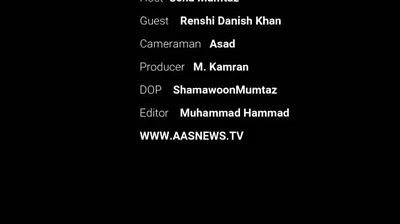 Guest Renshi Danish Khan
Cameraman Asad
Producer M. Kamran
DOP ShamawoonMumtaz
Editor Muhammad Hammad
WWW.AASNEWS.TV